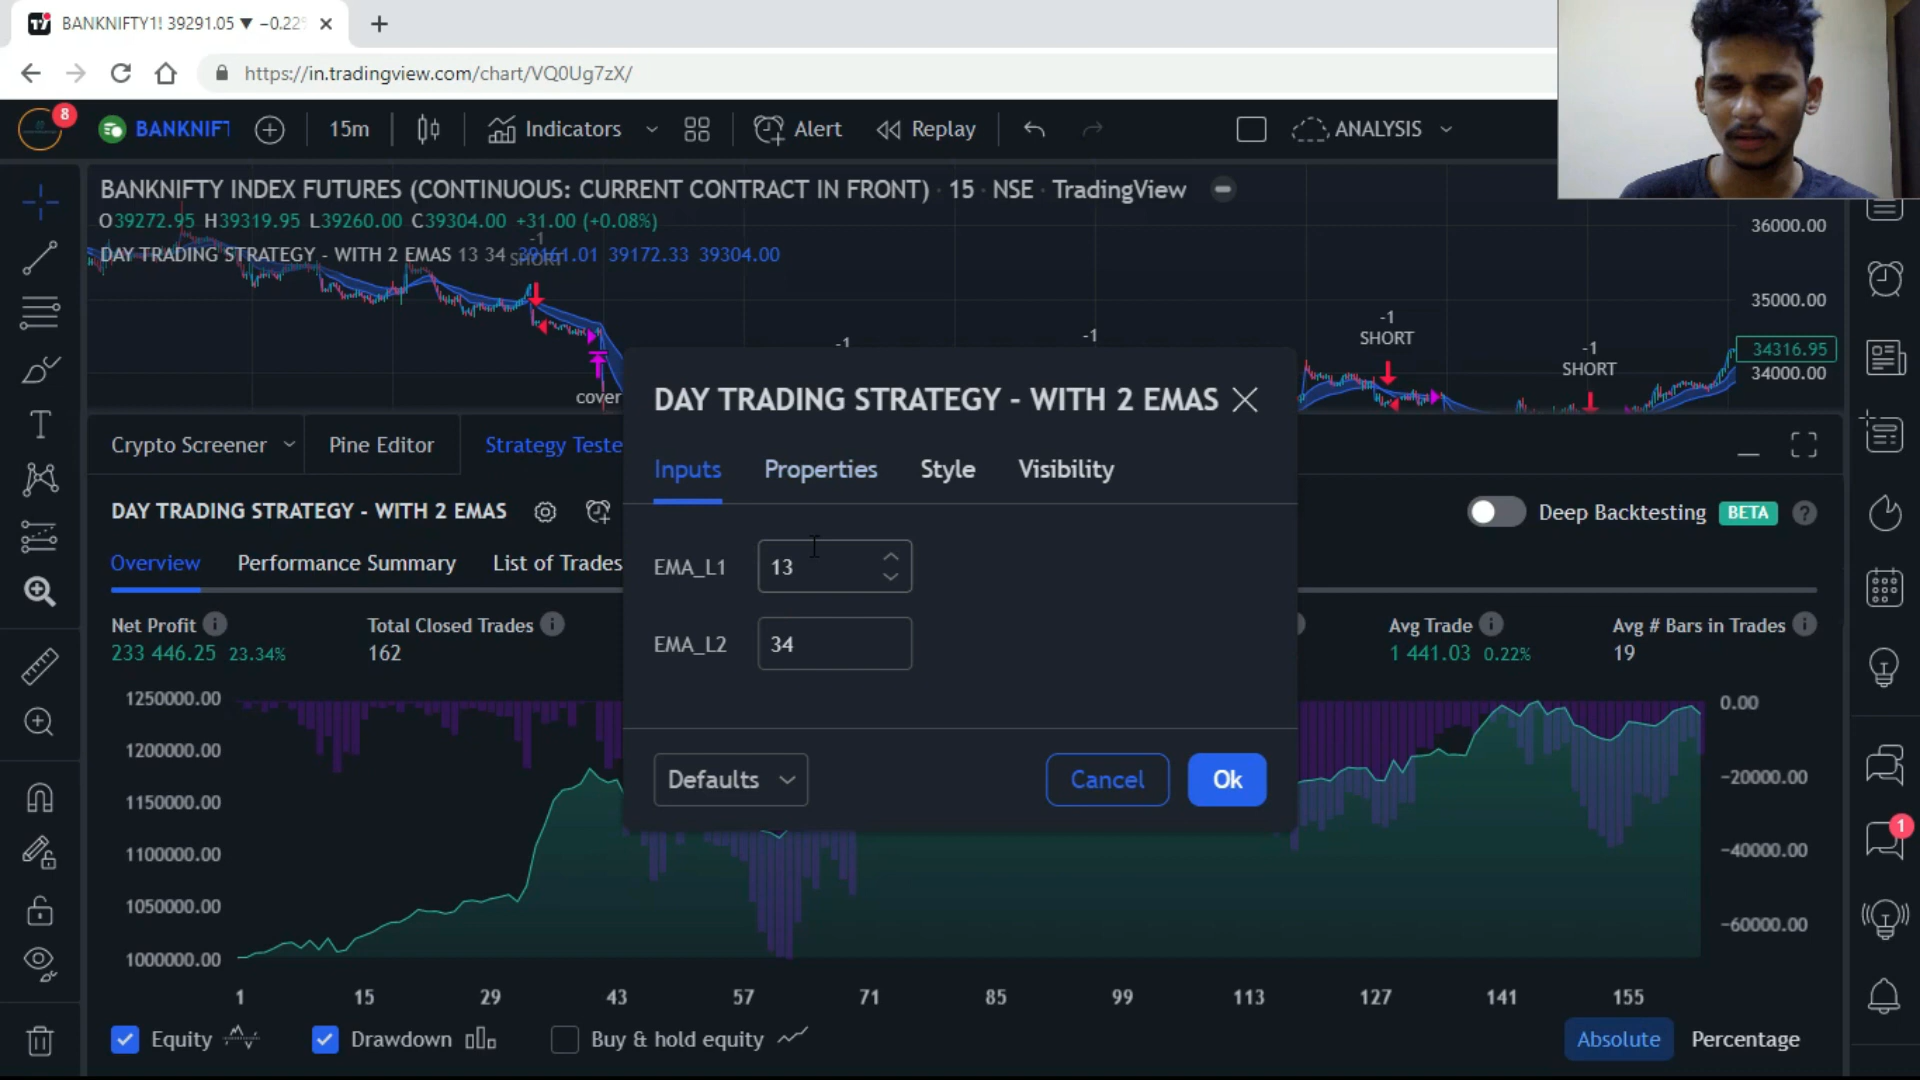 BANKNIFTY1! 39291.05 ▼ −0.22
https://in.tradingview.com/chart/VQ0Ug7zX/
8
BANKNIFT
15m
Indicators
Alert
Replay
ANALYSIS
BANKNIFTY INDEX FUTURES (CONTINUOUS: CURRENT CONTRACT IN FRONT) · 15 · NSE · TradingView
O39272.95 H39319.95 L39260.00 C39304.00 +31.00 (+0.08%)
DAY TRADING STRATEGY - WITH 2 EMAS 13 34 39161.01 39172.33 39304.00
-1
SHORT
cover
-1
-1
-1
SHORT
-1
SHORT
36000.00
35000.00
34316.95
34000.00
Crypto Screener
Pine Editor
Strategy Teste
DAY TRADING STRATEGY - WITH 2 EMAS
Deep Backtesting
BETA
?
Overview
Performance Summary
List of Trades
Net Profit
233 446.25 23.34%
Total Closed Trades
162
Avg Trade
1 441.03 0.22%
Avg # Bars in Trades
19
DAY TRADING STRATEGY - WITH 2 EMAS
Inputs
Properties
Style
Visibility
EMA_L1
13
EMA_L2
34
Defaults
Cancel
Ok
1250000.00
1200000.00
1150000.00
1100000.00
1050000.00
1000000.00
0.00
−20000.00
−40000.00
−60000.00
1 15 29 43 57 71 85 99 113 127 141 155
Equity
Drawdown
Buy & hold equity
Absolute
Percentage
1